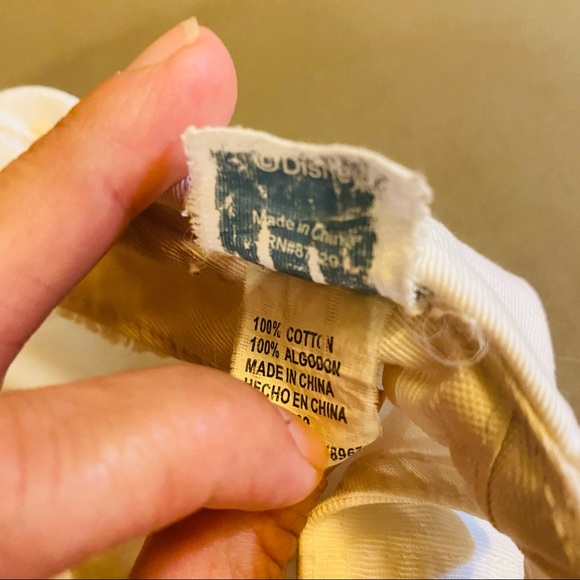 ©Disney
Made in China
100% COTTON
100% ALGODON
MADE IN CHINA
HECHO EN CHINA